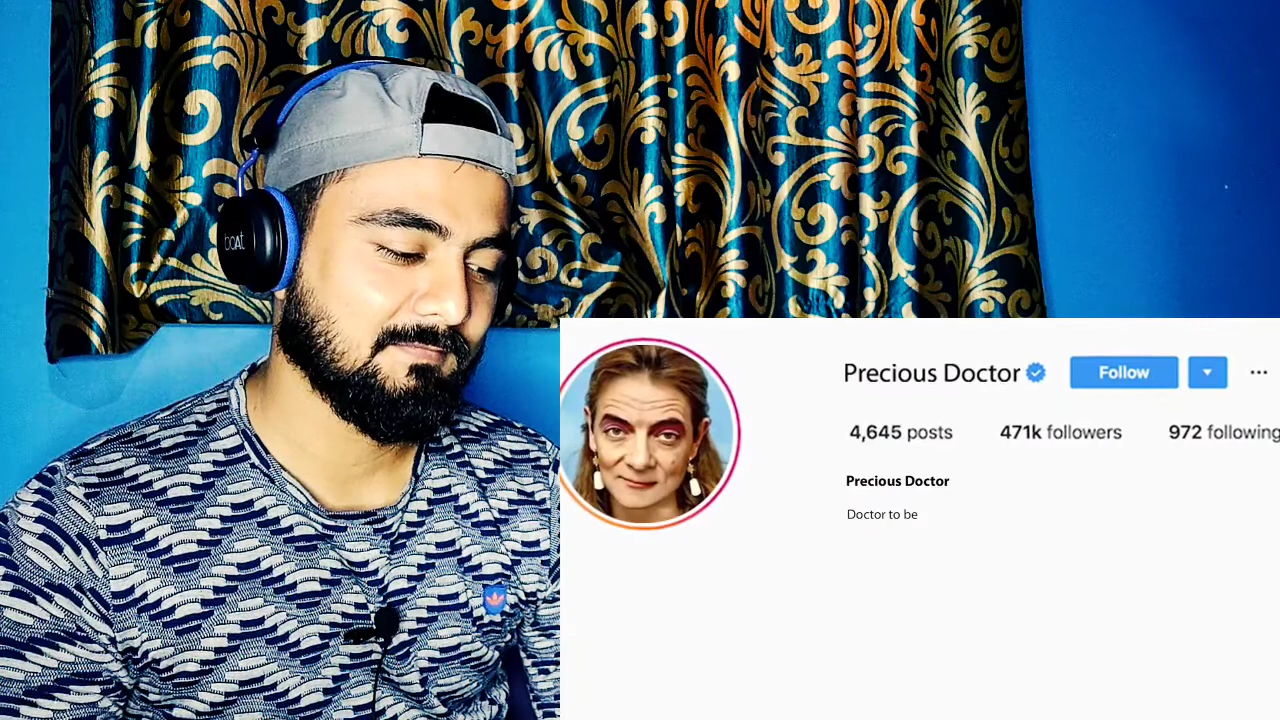 boAt
Precious Doctor
Follow
4,645 posts 471k followers 972 following
Precious Doctor
Doctor to be